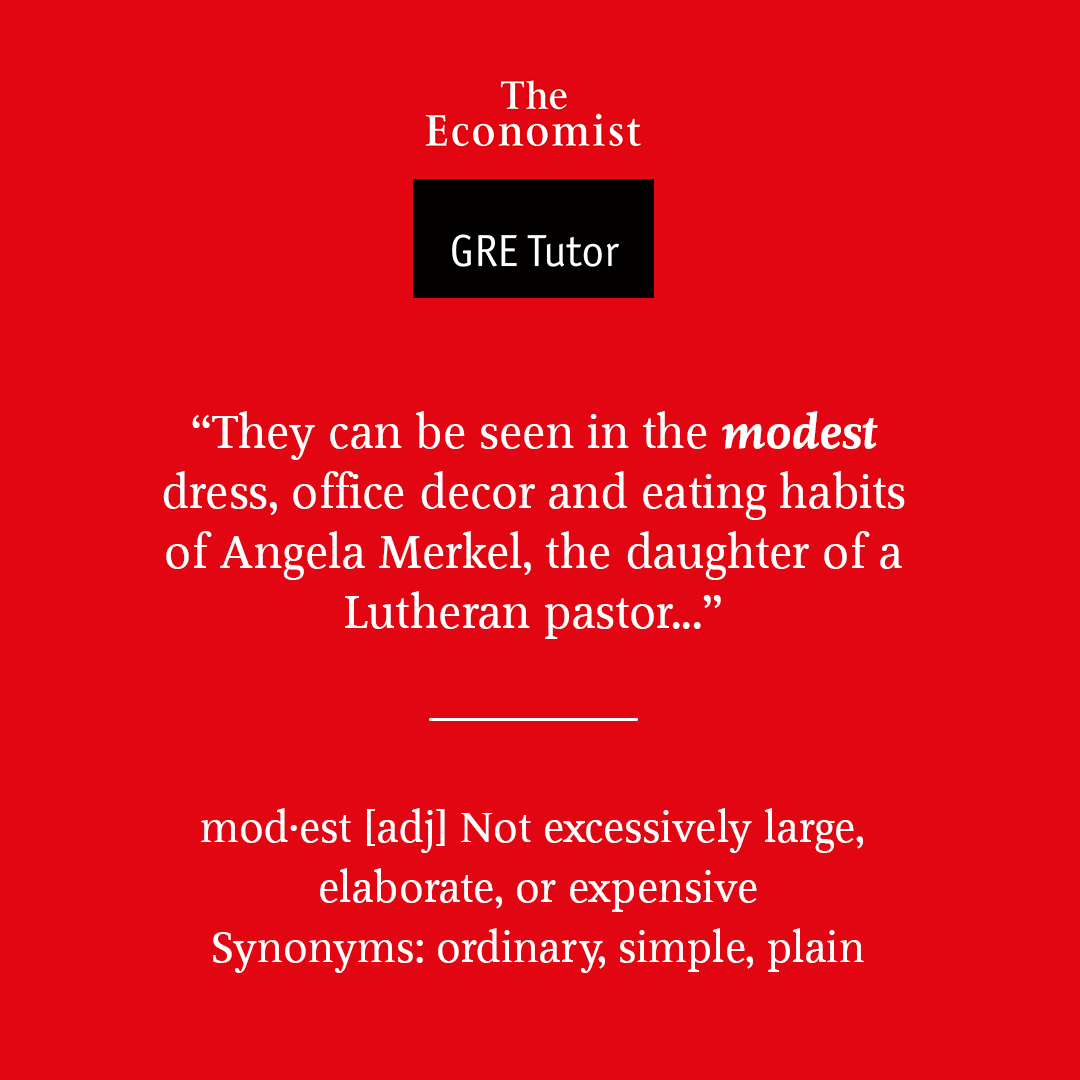 The
Economist
GRE Tutor
“They can be seen in the modest
dress, office decor and eating habits
of Angela Merkel, the daughter of a
Lutheran pastor...”
mod·est [adj] Not excessively large,
elaborate, or expensive
Synonyms: ordinary, simple, plain